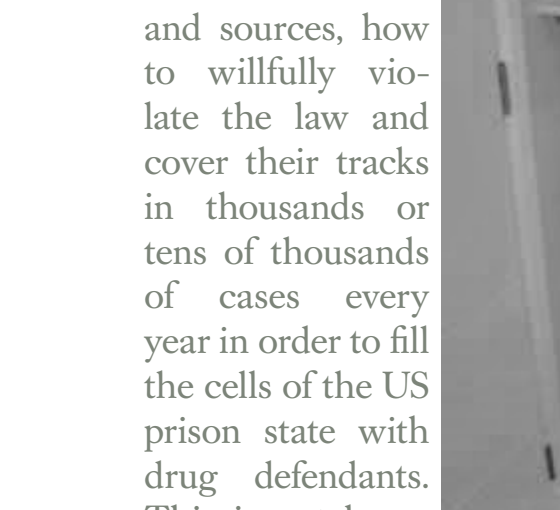 and sources, how
to willfully vio-
late the law and
cover their tracks
in thousands or
tens of thousands
of cases every
year in order to fill
the cells of the US
prison state with
drug defendants.